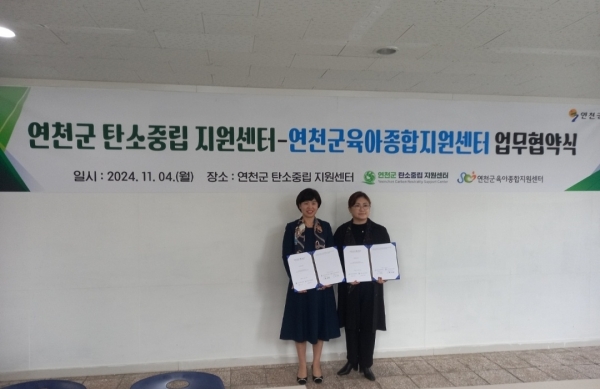 연천군
연천군 탄소중립 지원센터-연천군육아종합지원센터 업무협약식
일시 : 2024. 11. 04.(월) 장소 : 연천군 탄소중립 지원센터 연천군 탄소중립 지원센터 연천군육아종합지원센터